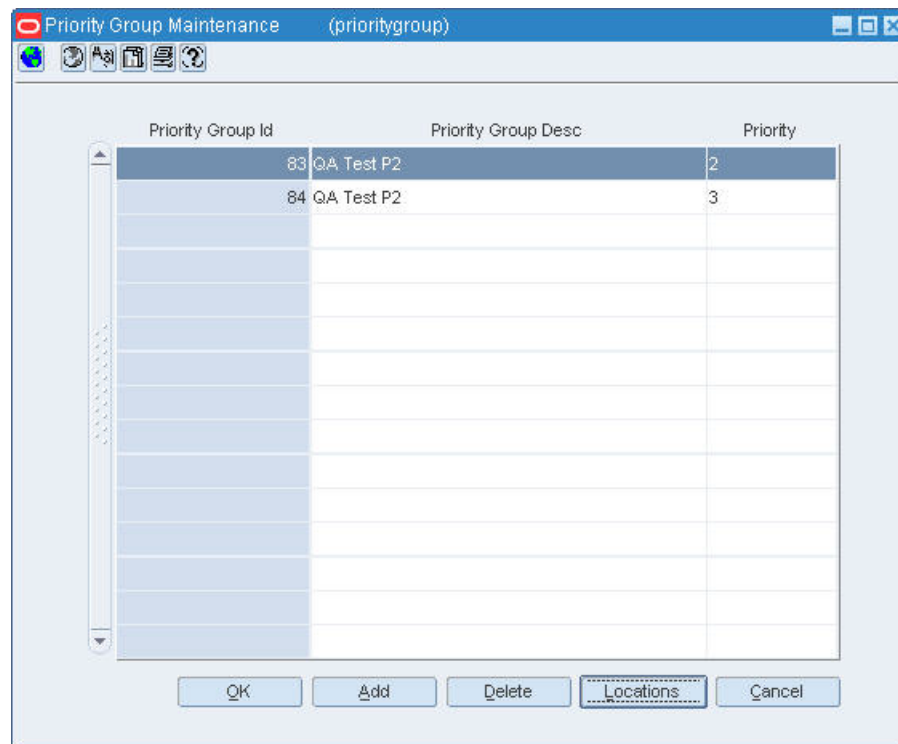 Priority Group Maintenance (prioritygroup)
Priority Group Id Priority Group Desc Priority
83 QA Test P2 2
84 QA Test P2 3
OK Add Delete Locations Cancel